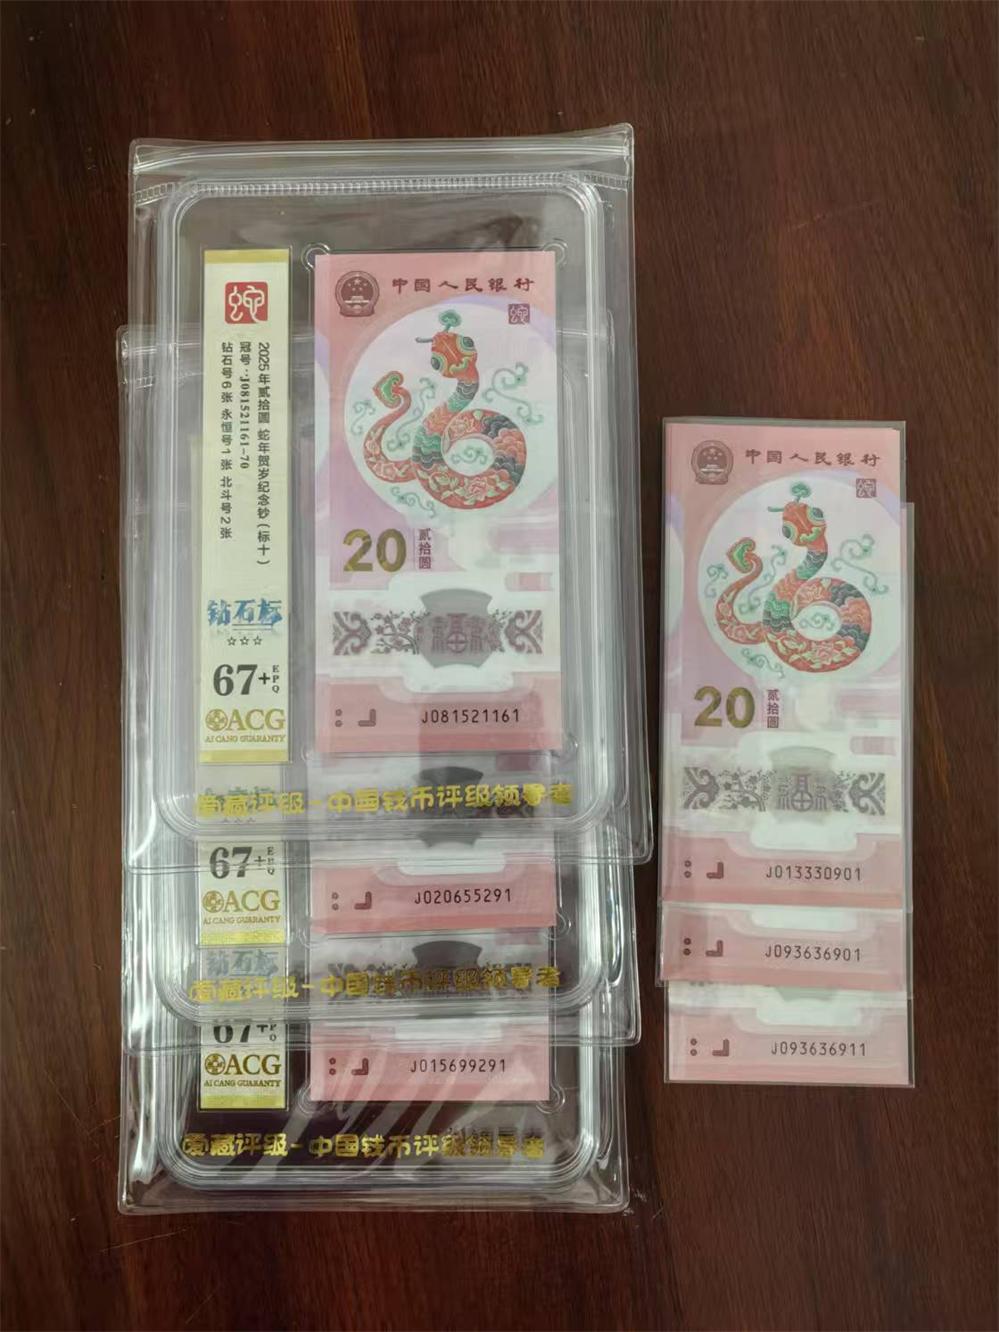 蛇
2025年贰拾圆 蛇年贺岁纪念钞(标十)
冠号:J081521161-70
钻石号6张 永恒号1张 北斗号2张
钻石标
☆☆☆
67+EPQ
ACG
AI CANG GUARANTY
中国人民银行
20
贰拾圆
福
J081521161
爱藏评级-中国钱币评级领导者
67+EPQ
ACG
AI CANG GUARANTY
J020655291
爱藏评级-中国钱币评级领导者
钻石标
67+
ACG
AI CANG GUARANTY
J015699291
爱藏评级-中国钱币评级领导者
中国人民银行
20
贰拾圆
福
J013330901
J093636901
J093636911